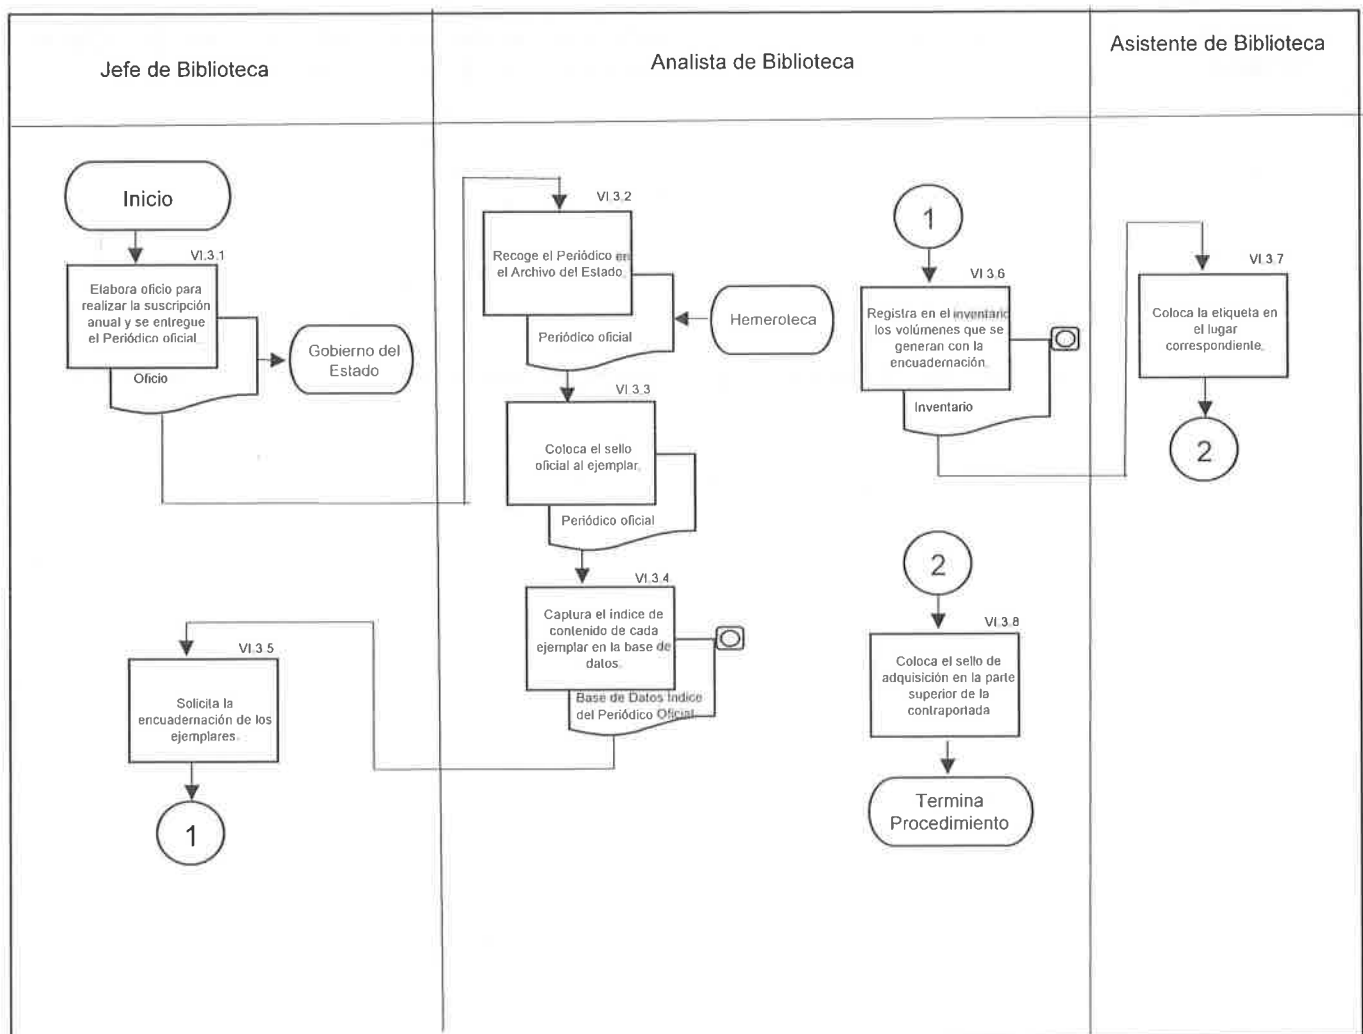 Jefe de Biblioteca
Analista de Biblioteca
Asistente de Biblioteca
Inicio
VI.3.1
Elabora oficio para
realizar la suscripción
anual y se entregue
el Periódico oficial.
Oficio
Gobierno del
Estado
VI.3.2
Recoge el Periódico en
el Archivo del Estado.
Periódico oficial
Hemeroteca
VI.3.3
Coloca el sello
oficial al ejemplar.
Periódico oficial
VI.3.4
Captura el índice de
contenido de cada
ejemplar en la base de
datos.
Base de Datos Índice
del Periódico Oficial
VI.3.5
Solicita la
encuadernación de los
ejemplares.
1
1
VI.3.6
Registra en el inventario
los volúmenes que se
generan con la
encuadernación.
Inventario
VI.3.7
Coloca la etiqueta en
el lugar
correspondiente.
2
2
VI.3.8
Coloca el sello de
adquisición en la parte
superior de la
contraportada
Termina
Procedimiento